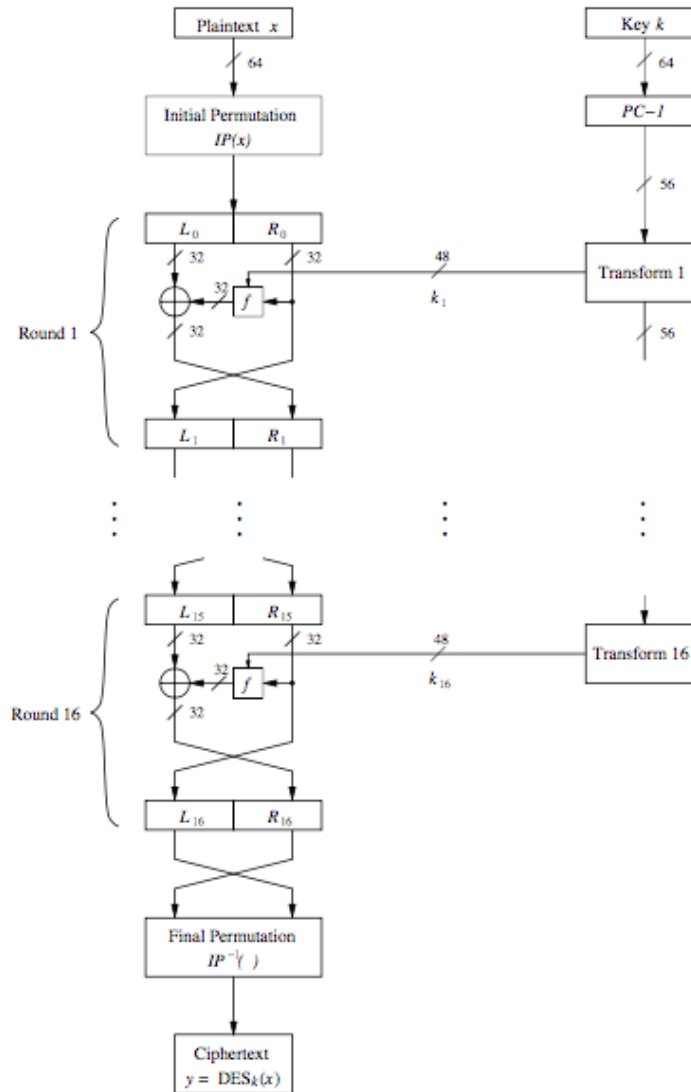 Plaintext x
Key k
64
64
Initial Permutation
IP(x)
PC–1
56
L0 R0
32 32
48
Transform 1
32
f
k1
32
56
Round 1
L1 R1
L15 R15
32 32
48
Transform 16
32
f
k16
32
Round 16
L16 R16
Final Permutation
IP⁻¹( )
Ciphertext
y = DESk(x)